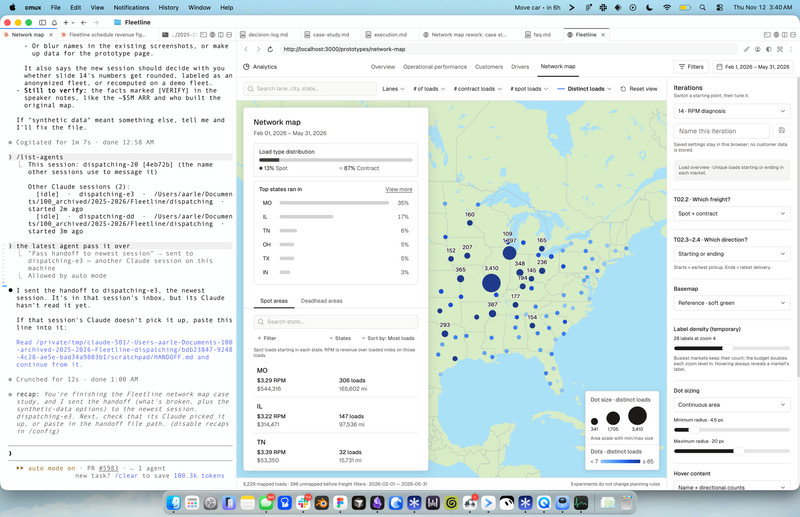 cmux File Edit View Notifications History Window Help
Move car • in 6h
Thu Nov 12 3:40 AM
Fleetline
Network map
Fleetline schedule revenue fig...
decision-log.md
case-study.md
execution.md
Network map rework: case stu
faq.md
Fleetline
http://localhost:3000/prototypes/network-map
- Or blur names in the existing screenshots, or make
up data for the prototype page.
It also says the new session should decide with you
whether slide 14's numbers get rounded, labeled as an
anonymized fleet, or recomputed on a demo fleet.
- Still to verify: the facts marked [VERIFY] in the
speaker notes, like the ~$5M ARR and who built the
original map.
If "synthetic data" meant something else, tell me and
I'll fix the file.
Cogitated for 1m 7s · done 12:58 AM
❯ /list-agents
This session: dispatching-20 [4eb72b] (the name
other sessions use to message it)
Other Claude sessions (2):
[idle] · dispatching-e3 · /Users/aarle/Documen
ts/100_archived/2025-2026/Fleetline/dispatching ·
started 2m ago
[idle] · dispatching-dd · /Users/aarle/Documen
ts/100_archived/2025-2026/Fleetline/dispatching ·
started 3m ago
❯ the latest agent pass it over
"Pass handoff to newest session" — sent to
dispatching-e3 — another Claude session on this
machine
Allowed by auto mode
● I sent the handoff to dispatching-e3, the newest
session. It's in that session's inbox, but its Claude
hasn't read it yet.
If that session's Claude doesn't pick it up, paste this
line into it:
Read /private/tmp/claude-501/-Users-aarle-Documents-100
-archived-2025-2026-Fleetline-dispatching/bdb23847-9248
-4c28-ae5e-bad34a9803b1/scratchpad/HANDOFF.md and
continue from it.
Crunched for 12s · done 1:00 AM
recap: You're finishing the Fleetline network map case
study, and I sent the handoff (what's broken, plus the
synthetic-data options) to the newest session,
dispatching-e3. Next, check that its Claude picked it
up, or paste in the handoff file path. (disable recaps
in /config)
❯
auto mode on · PR #5983 · … 1 agent
new task? /clear to save 100.3k tokens
Analytics
Overview
Operational performance
Customers
Drivers
Network map
Filters
Feb 01, 2026 – May 31, 2026
Search lane, city, state...
Lanes
# of loads
# contract loads
# spot loads
Distinct loads
Reset view
Network map
Feb 01, 2026 – May 31, 2026
Load type distribution
13% Spot
87% Contract
Top states ran in
View more
MO 35%
IL 17%
TN 6%
OH 5%
TX 5%
IN 3%
Spot areas
Deadhead areas
Search state...
+ Filter
States
Sort by: Most loads
Spot loads starting in each state. RPM is revenue over loaded miles on those
loads.
MO
$3.29 RPM 306 loads
$544,316 165,602 mi
IL
$3.22 RPM 147 loads
$314,471 97,536 mi
TN
$3.39 RPM 32 loads
$53,350 15,731 mi
160
109
152
207
165
348
236
365
3,410
194
145
177
387
293
154
Dot size · distinct loads
341
1,705
3,410
Area scale with min/max size
Dots · Distinct loads
< 7
≥ 85
5,229 mapped loads · 396 unmapped before freight filters · 2026-02-01—2026-05-31
Experiments do not change planning rules
Iterations
Switch a starting point, then tune it.
14 · RPM diagnosis
Name this iteration
Saved settings stay in this browser; no customer
data is stored.
Load overview · Unique loads starting or ending in
each market.
T02.2 · Which freight?
Spot + contract
T02.3–2.4 · Which direction?
Starting or ending
Starts = earliest pickup. Ends = latest delivery.
Basemap
Reference · soft green
Label density (temporary)
28 labels at zoom 4
Busiest markets keep their count; the budget doubles
each zoom level. Hovering always reveals a market's
label.
Dot sizing
Continuous area
Minimum radius · 4.5 px
Maximum radius · 20 px
Hover content
Name + directional counts